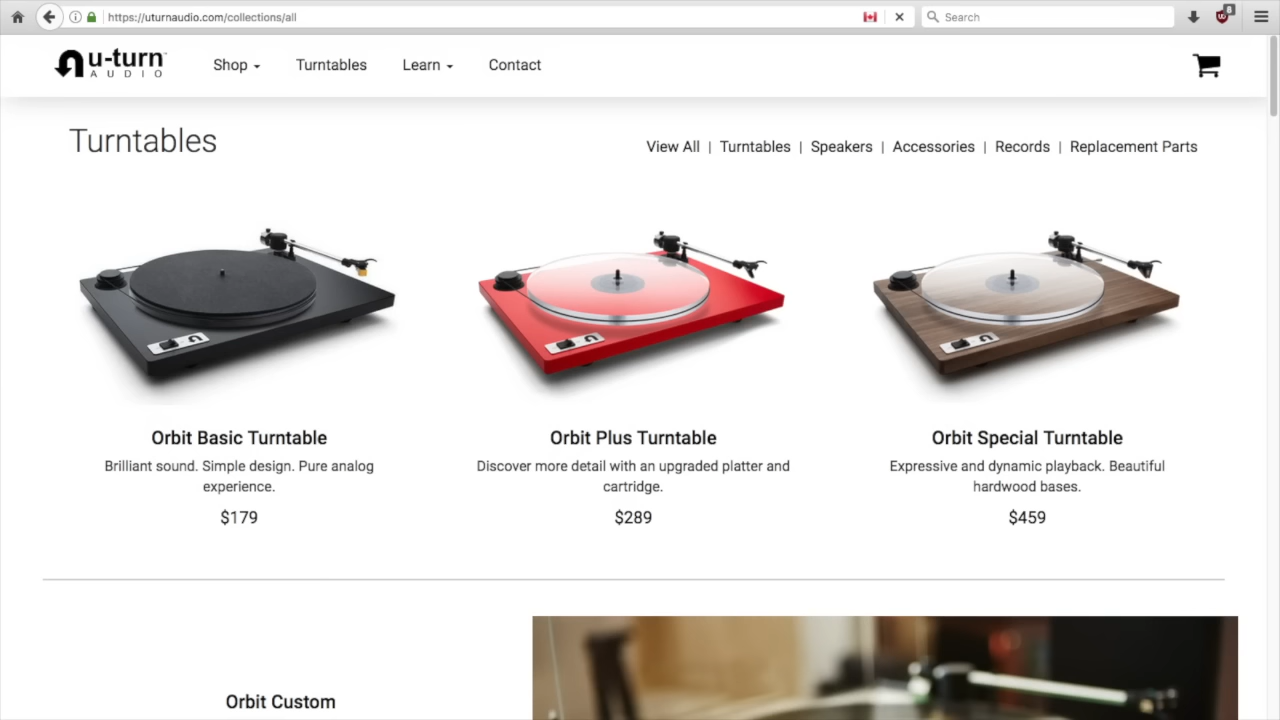 https://uturnaudio.com/collections/all
Search
8
u-turn
AUDIO
Shop
Turntables
Learn
Contact
Turntables
View All | Turntables | Speakers | Accessories | Records | Replacement Parts
Orbit Basic Turntable
Brilliant sound. Simple design. Pure analog
experience.
$179
Orbit Plus Turntable
Discover more detail with an upgraded platter and
cartridge.
$289
Orbit Special Turntable
Expressive and dynamic playback. Beautiful
hardwood bases.
$459
Orbit Custom